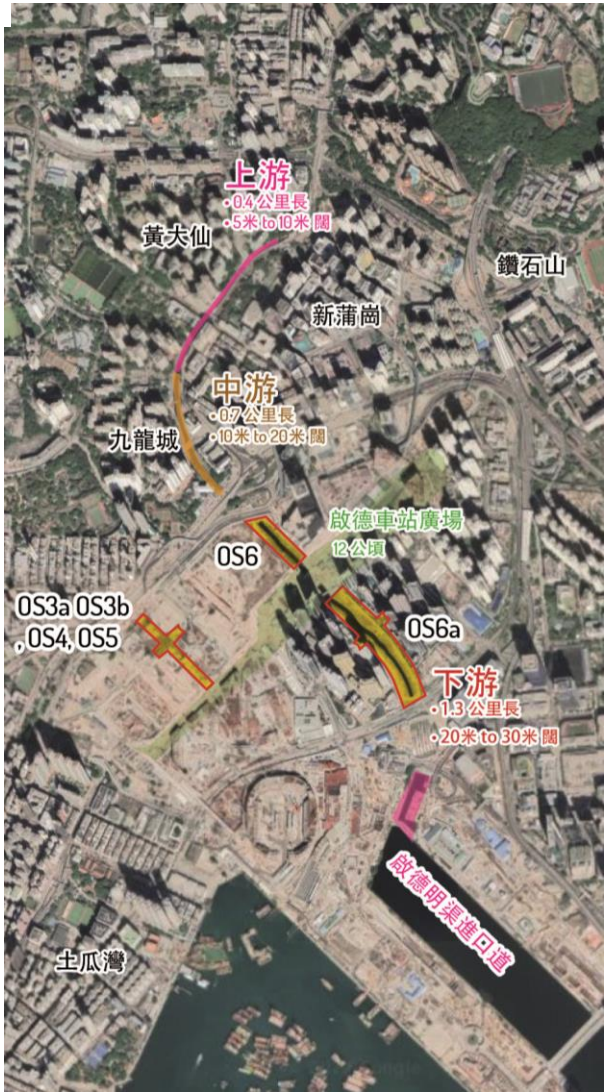 上游
•0.4公里長
•5米 to 10米 闊
黃大仙
鑽石山
新蒲崗
中游
•0.7 公里長
•10米 to 20米 闊
九龍城
啟德車站廣場
12 公頃
OS6
OS3a OS3b
, OS4, OS5
OS6a
下游
•1.3 公里長
•20米 to 30米 闊
啟德明渠進口道
土瓜灣